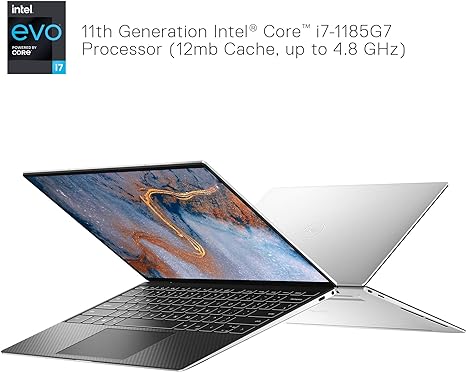 intel
evo
POWERED BY
CORE
i7
11th Generation Intel® Core™ i7-1185G7
Processor (12mb Cache, up to 4.8 GHz)